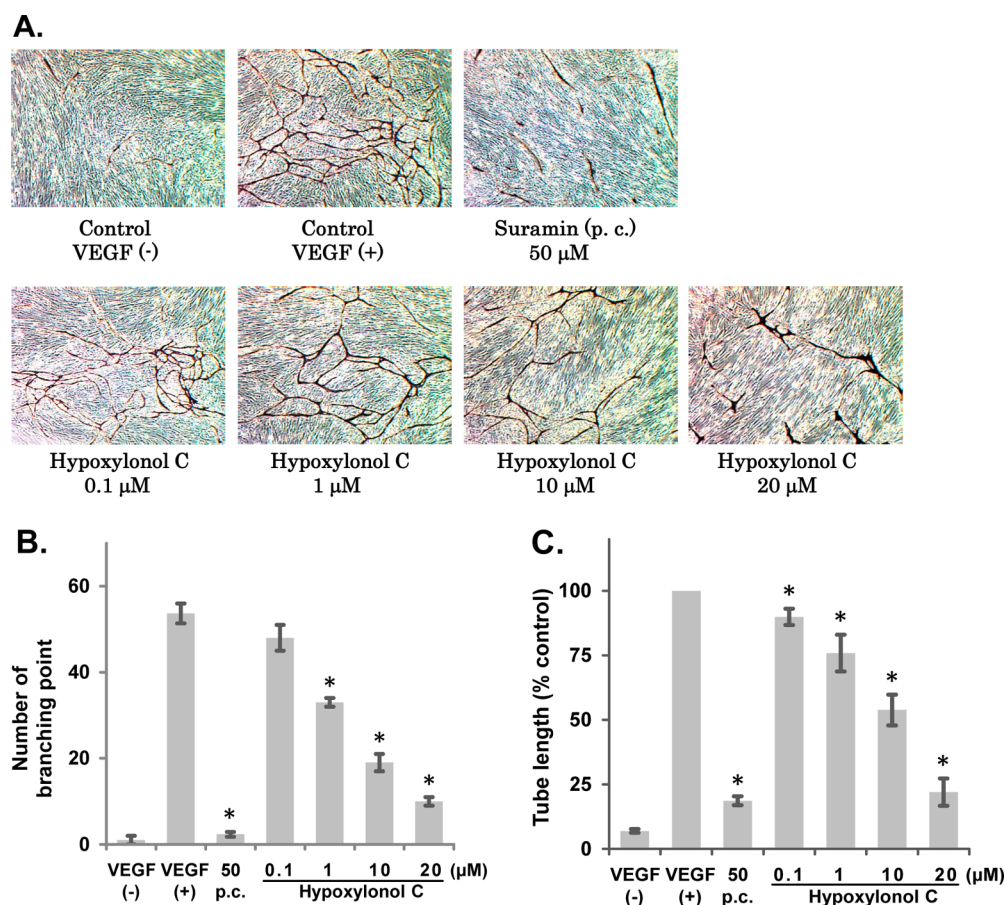 A.
Control
VEGF (-)
Control
VEGF (+)
Suramin (p. c.)
50 µM
Hypoxylonol C
0.1 µM
Hypoxylonol C
1 µM
Hypoxylonol C
10 µM
Hypoxylonol C
20 µM
B.
Number of
branching point
60
40
20
0
*
*
*
*
VEGF
(-)
VEGF
(+)
50
p.c.
0.1
1
10
20
(µM)
Hypoxylonol C
C.
Tube length (% control)
100
75
50
25
0
*
*
*
*
*
VEGF
(-)
VEGF
(+)
50
p.c.
0.1
1
10
20
(µM)
Hypoxylonol C